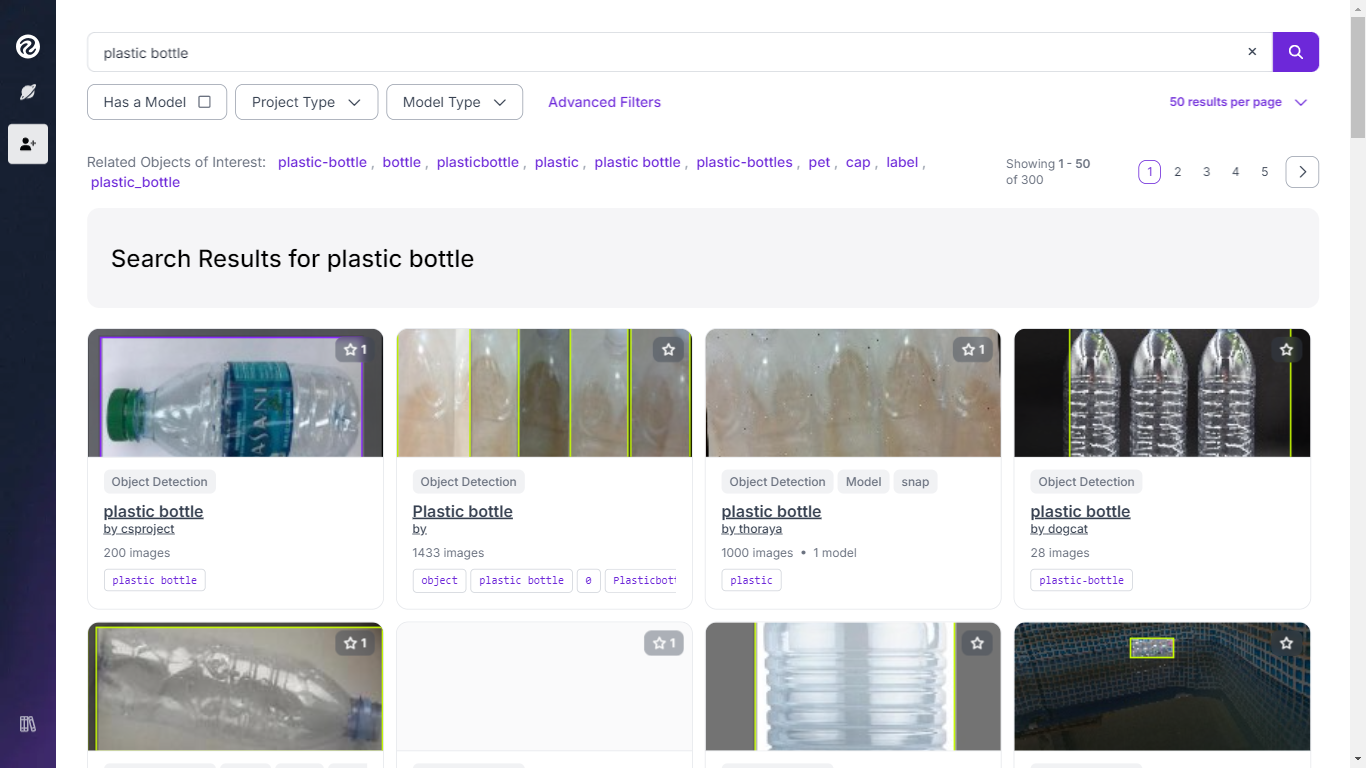 plastic bottle
Has a Model
Project Type
Model Type
Advanced Filters
50 results per page
Related Objects of Interest: plastic-bottle , bottle , plasticbottle , plastic , plastic bottle , plastic-bottles , pet , cap , label ,
plastic_bottle
Showing 1 - 50
of 300
1 2 3 4 5
Search Results for plastic bottle
1
ASANI
1
Object Detection
plastic bottle
by csproject
200 images
plastic bottle
Object Detection
Plastic bottle
by
1433 images
object plastic bottle 0 Plasticbott
Object Detection Model snap
plastic bottle
by thoraya
1000 images • 1 model
plastic
Object Detection
plastic bottle
by dogcat
28 images
plastic-bottle
1
1